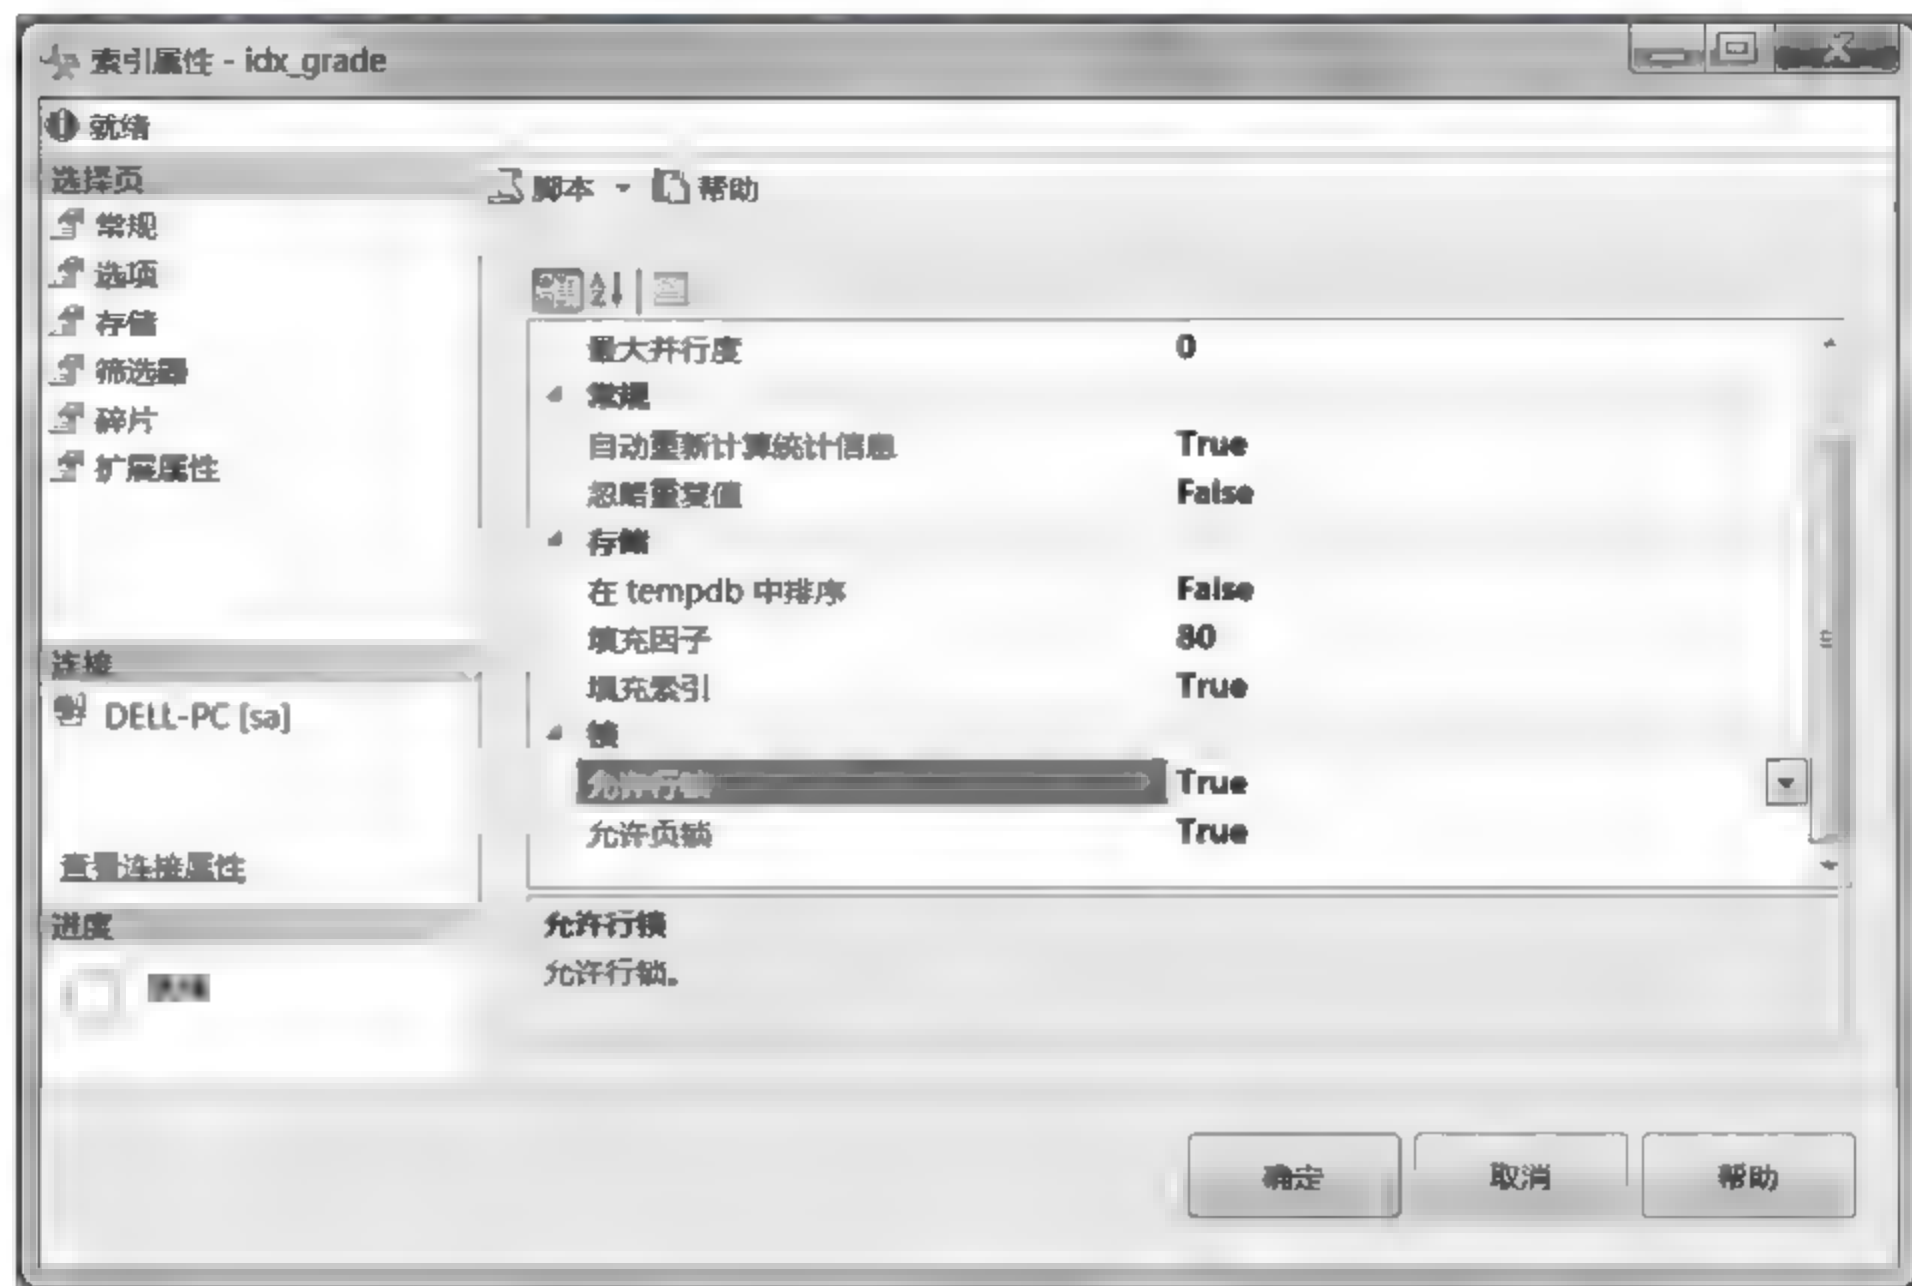 索引属性 - idx_grade
就绪
选择页
常规
选项
存储
筛选器
碎片
扩展属性
连接
DELL-PC [sa]
查看连接属性
进度
脚本
帮助
最大并行度 0
常规
自动重新计算统计信息 True
忽略重复值 False
存储
在 tempdb 中排序 False
填充因子 80
填充索引 True
锁
允许行锁 True
允许页锁 True
允许行锁
允许行锁。
确定
取消
帮助